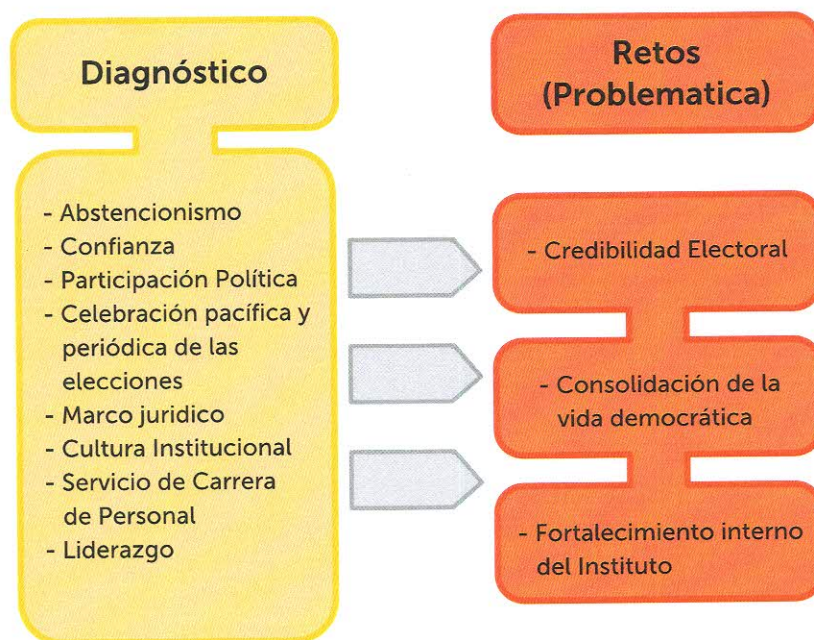 Diagnóstico
- Abstencionismo
- Confianza
- Participación Política
- Celebración pacífica y
periódica de las
elecciones
- Marco juridico
- Cultura Institucional
- Servicio de Carrera
de Personal
- Liderazgo
Retos
(Problematica)
- Credibilidad Electoral
- Consolidación de la
vida democrática
- Fortalecimiento interno
del Instituto